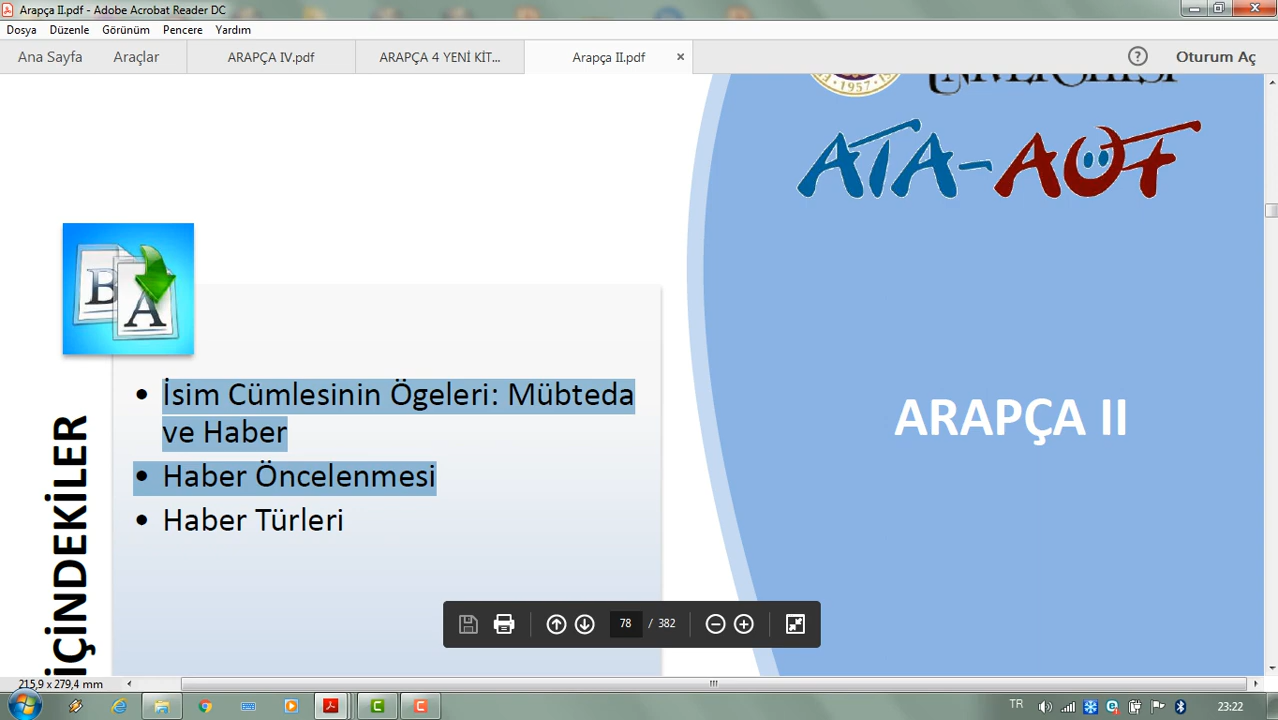 Arapça II.pdf - Adobe Acrobat Reader DC
Dosya Düzenle Görünüm Pencere Yardım
Ana Sayfa Araçlar ARAPÇA IV.pdf ARAPÇA 4 YENİ KİT... Arapça II.pdf × ? Oturum Aç
1957
ATA-AÖF
B
A
• İsim Cümlesinin Ögeleri: Mübteda
ve Haber
• Haber Öncelenmesi
• Haber Türleri
İÇİNDEKİLER
ARAPÇA II
78 / 382
215,9 x 279,4 mm
TR 23:22